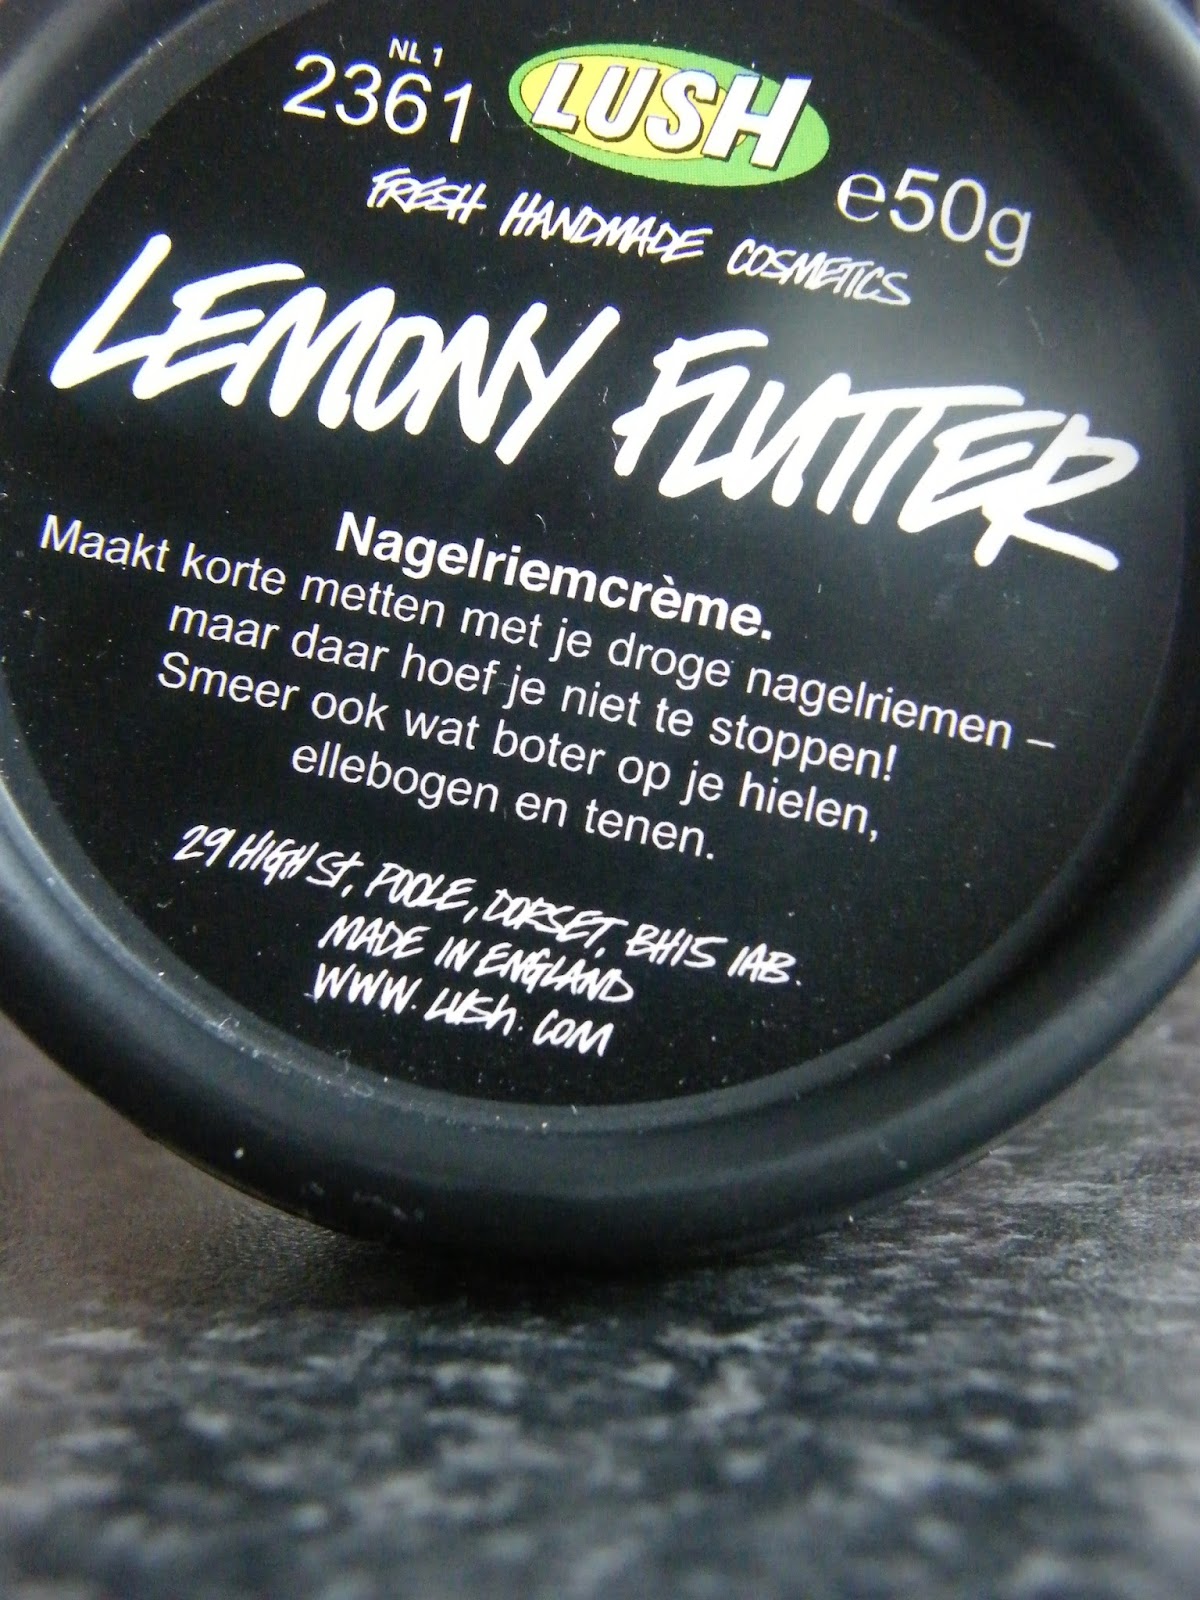 NL 1
2361
LUSH
e50g
FRESH HANDMADE COSMETICS
LEMONY FLUTTER
Nagelriemcrème.
Maakt korte metten met je droge nagelriemen –
maar daar hoef je niet te stoppen!
Smeer ook wat boter op je hielen,
ellebogen en tenen.
29 HIGH St, POOLE, DORSET, BH15 1AB.
MADE IN ENGLAND
WWW.LUSH.COM